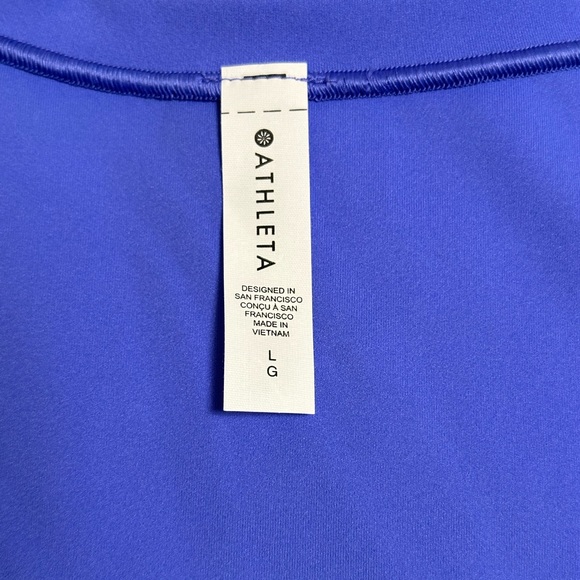 ATHLETA
DESIGNED IN
SAN FRANCISCO
CONÇU À SAN
FRANCISCO
MADE IN
VIETNAM
L
G